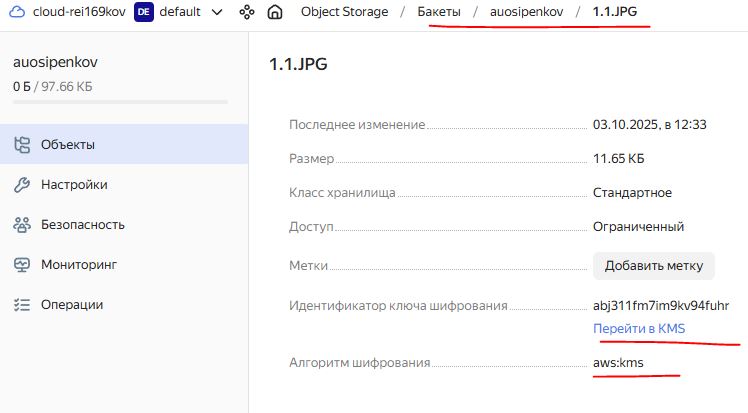 cloud-rei169kov DE default Object Storage / Бакеты / auosipenkov / 1.1.JPG
auosipenkov
0 Б / 97.66 КБ
Объекты
Настройки
Безопасность
Мониторинг
Операции
1.1.JPG
Последнее изменение 03.10.2025, в 12:33
Размер 11.65 КБ
Класс хранилища Стандартное
Доступ Ограниченный
Метки Добавить метку
Идентификатор ключа шифрования abj311fm7im9kv94fuhr
Перейти в KMS
Алгоритм шифрования aws:kms